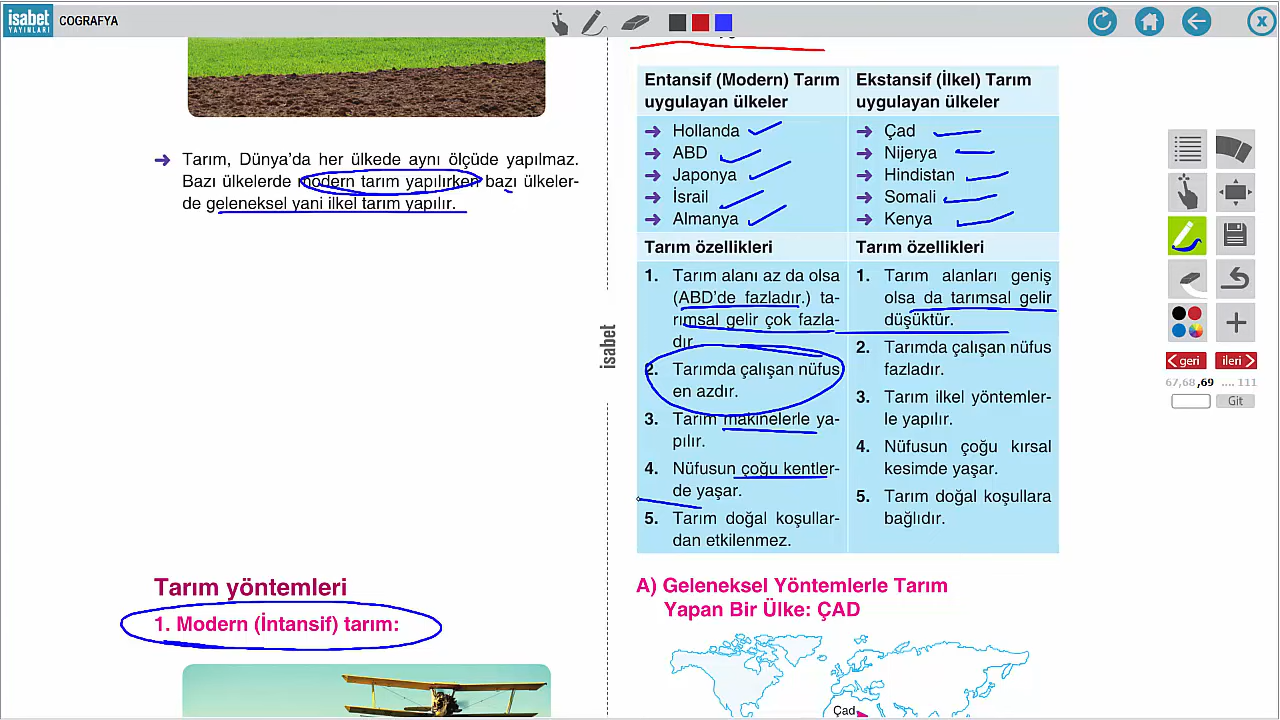 isabet
YAYINLARI
COGRAFYA
Tarım, Dünya'da her ülkede aynı ölçüde yapılmaz.
Bazı ülkelerde modern tarım yapılırken bazı ülkeler-
de geleneksel yani ilkel tarım yapılır.
Tarım yöntemleri
1. Modern (İntansif) tarım:
isabet
Entansif (Modern) Tarım
uygulayan ülkeler
Hollanda
ABD
Japonya
İsrail
Almanya
Tarım özellikleri
1. Tarım alanı az da olsa
(ABD'de fazladır.) ta-
rımsal gelir çok fazla-
dır.
2. Tarımda çalışan nüfus
en azdır.
3. Tarım makinelerle ya-
pılır.
4. Nüfusun çoğu kentler-
de yaşar.
5. Tarım doğal koşullar-
dan etkilenmez.
Ekstansif (İlkel) Tarım
uygulayan ülkeler
Çad
Nijerya
Hindistan
Somali
Kenya
Tarım özellikleri
1. Tarım alanları geniş
olsa da tarımsal gelir
düşüktür.
2. Tarımda çalışan nüfus
fazladır.
3. Tarım ilkel yöntemler-
le yapılır.
4. Nüfusun çoğu kırsal
kesimde yaşar.
5. Tarım doğal koşullara
bağlıdır.
A) Geleneksel Yöntemlerle Tarım
Yapan Bir Ülke: ÇAD
Çad
geri ileri
67,68,69 .... 111
Git